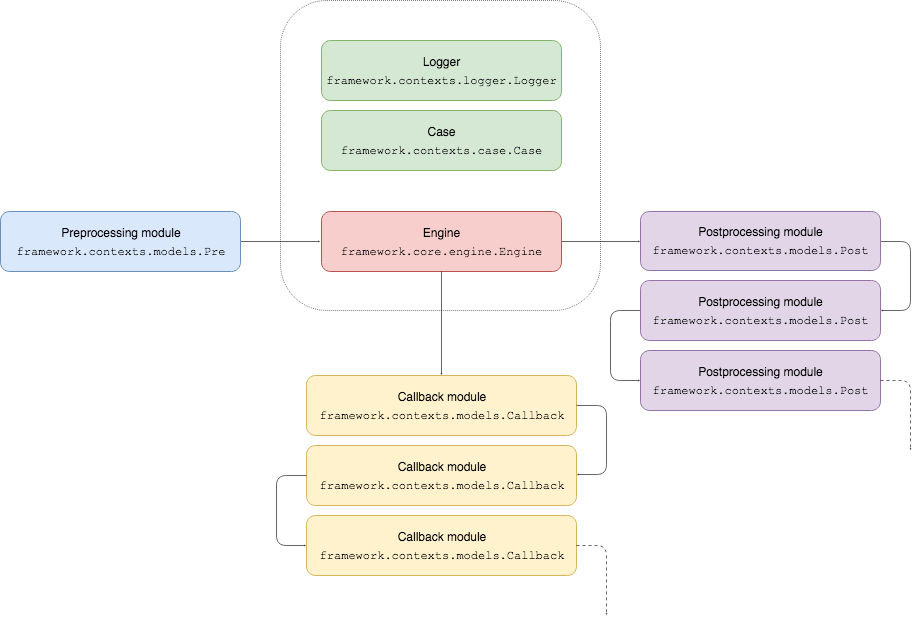 Logger
framework.contexts.logger.Logger
Case
framework.contexts.case.Case
Preprocessing module
framework.contexts.models.Pre
Engine
framework.core.engine.Engine
Postprocessing module
framework.contexts.models.Post
Postprocessing module
framework.contexts.models.Post
Postprocessing module
framework.contexts.models.Post
Callback module
framework.contexts.models.Callback
Callback module
framework.contexts.models.Callback
Callback module
framework.contexts.models.Callback